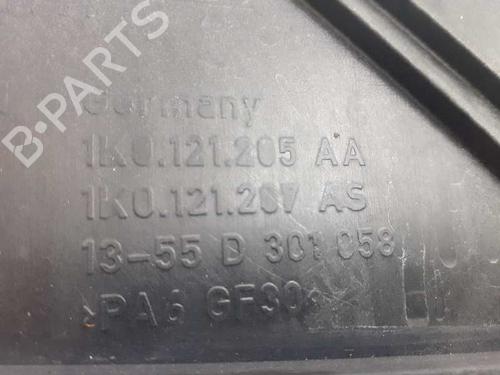 B-PARTS
Germany
1K0.121.205 AA
1K0.121.207 AS
13-55 D 301 058
>PA6 GF30<